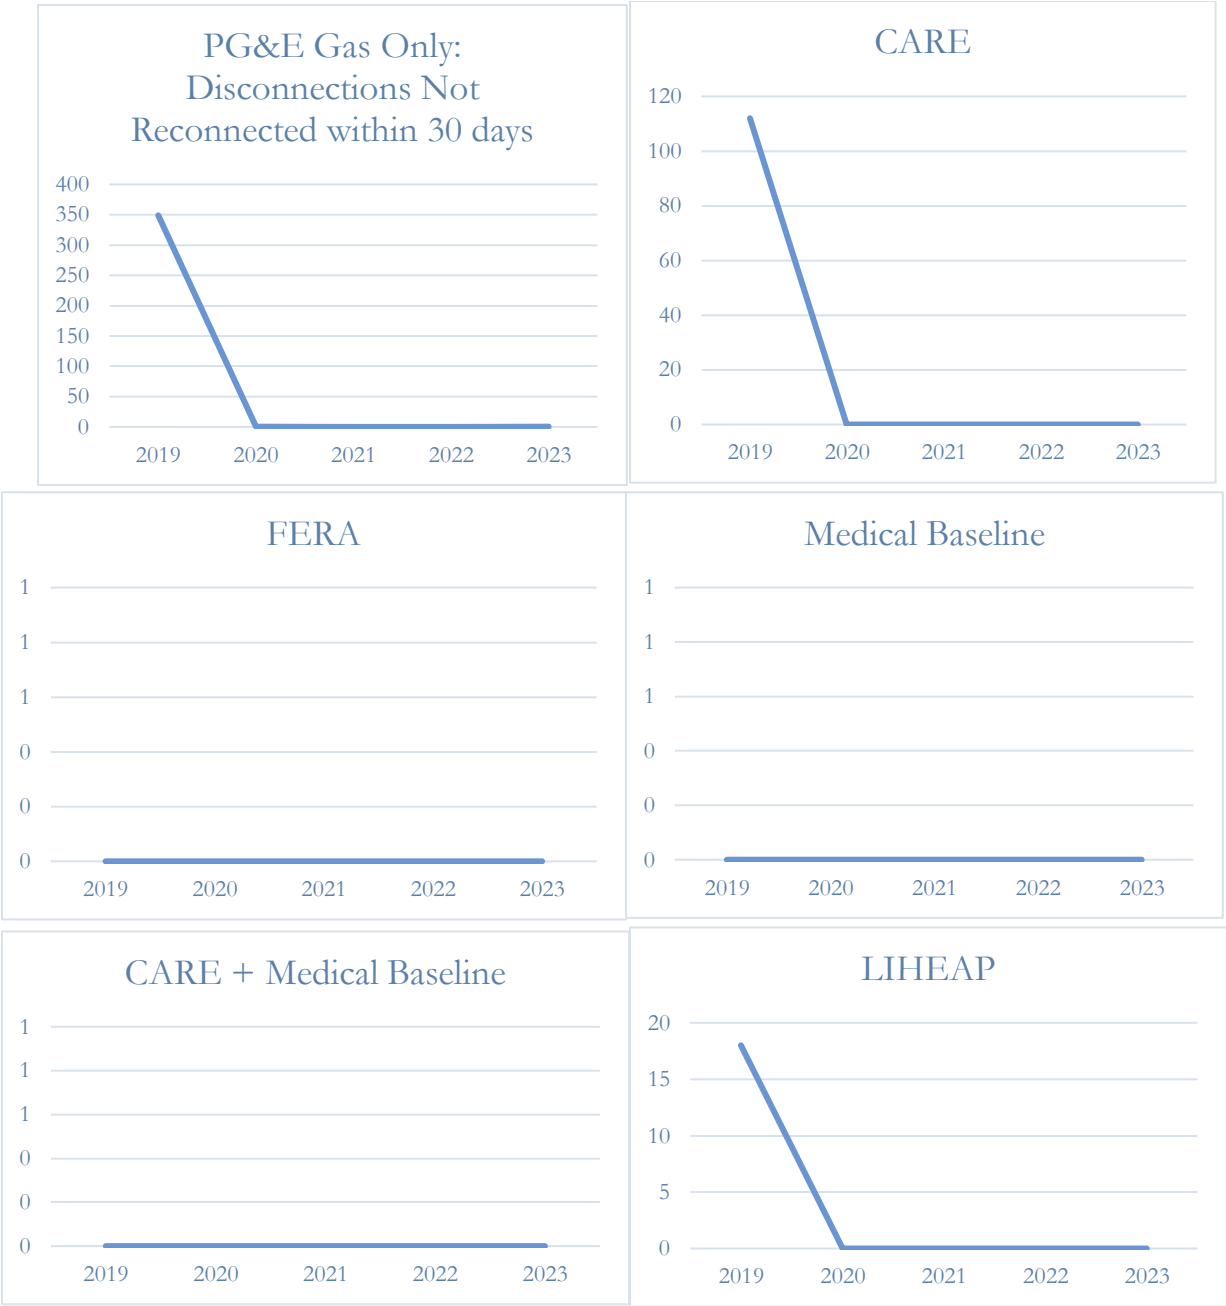 PG&E Gas Only:
Disconnections Not
Reconnected within 30 days
400
350
300
250
200
150
100
50
0
2019 2020 2021 2022 2023
CARE
120
100
80
60
40
20
0
2019 2020 2021 2022 2023
FERA
1
1
1
0
0
0
2019 2020 2021 2022 2023
Medical Baseline
1
1
1
0
0
0
2019 2020 2021 2022 2023
CARE + Medical Baseline
1
1
1
0
0
0
2019 2020 2021 2022 2023
LIHEAP
20
15
10
5
0
2019 2020 2021 2022 2023